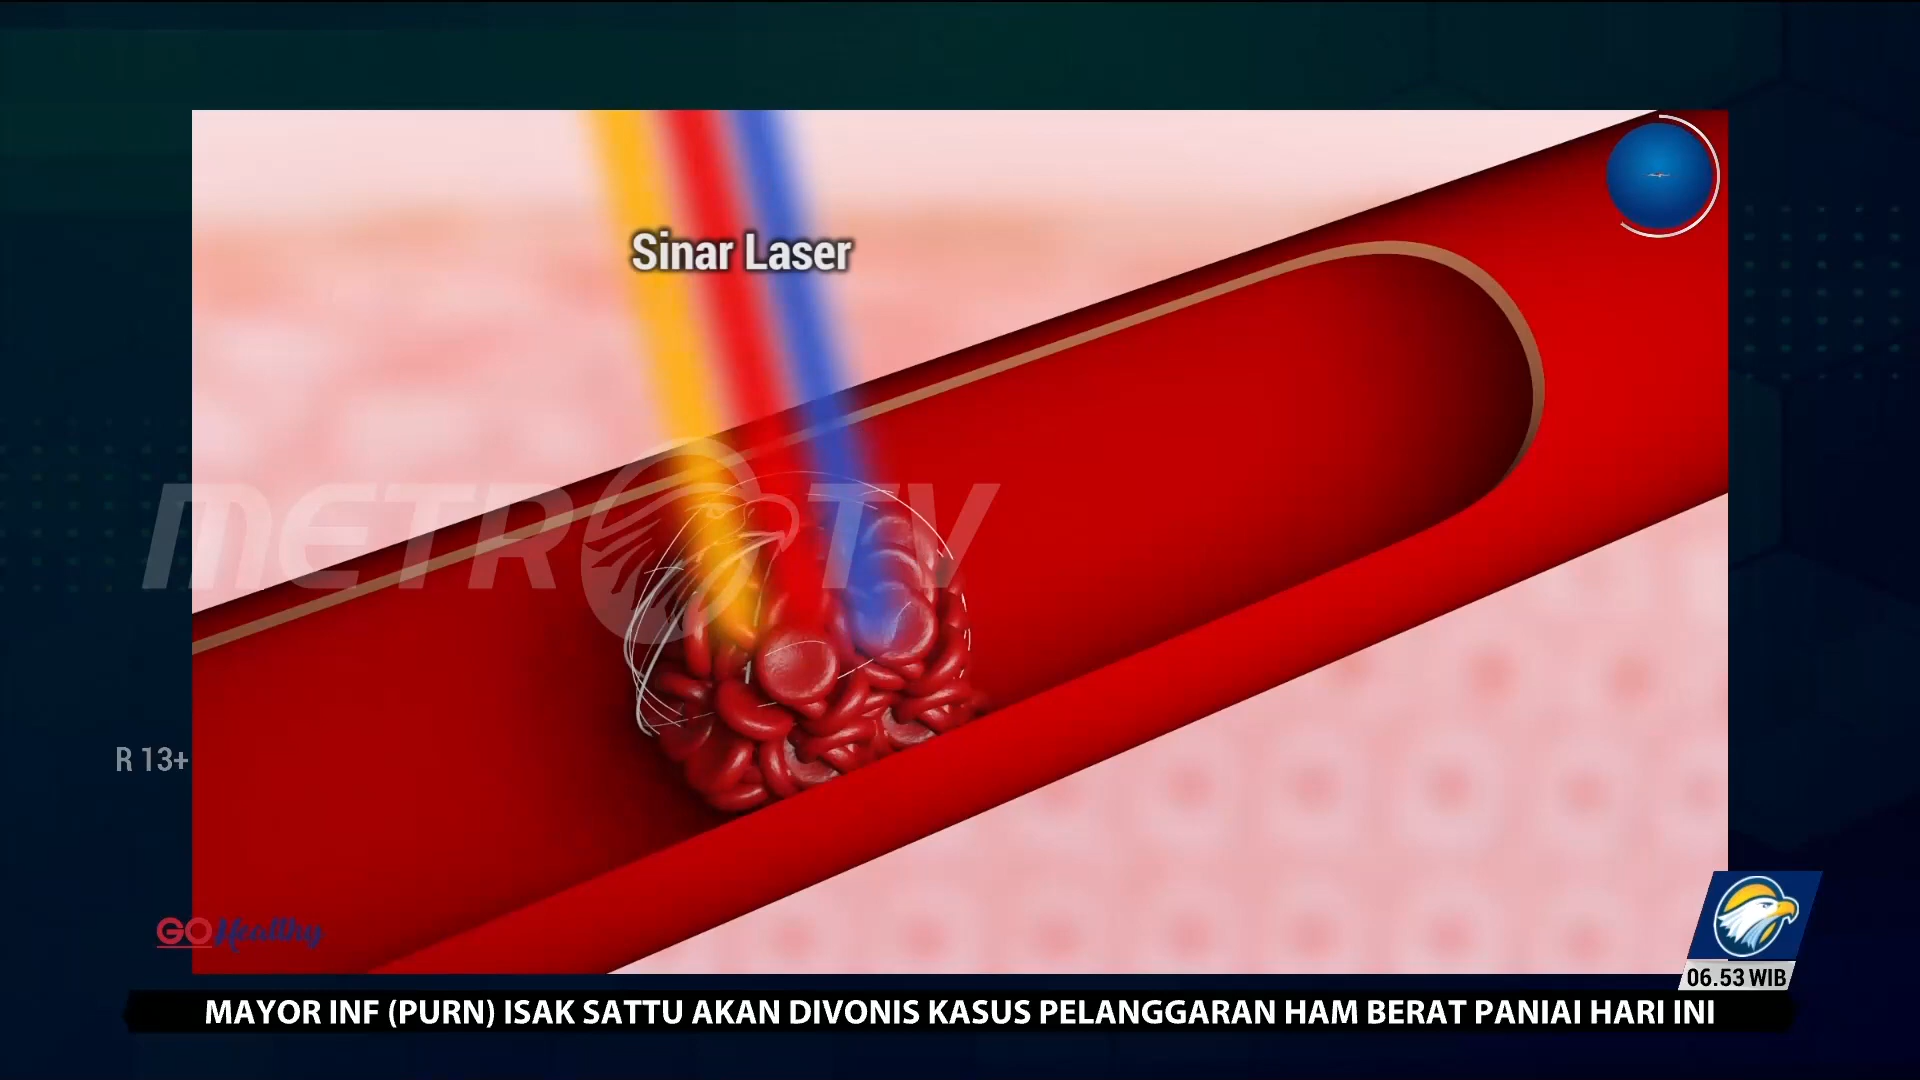 Sinar Laser
METRO TV
R 13+
GO Healthy
06.53 WIB
MAYOR INF (PURN) ISAK SATTU AKAN DIVONIS KASUS PELANGGARAN HAM BERAT PANIAI HARI INI